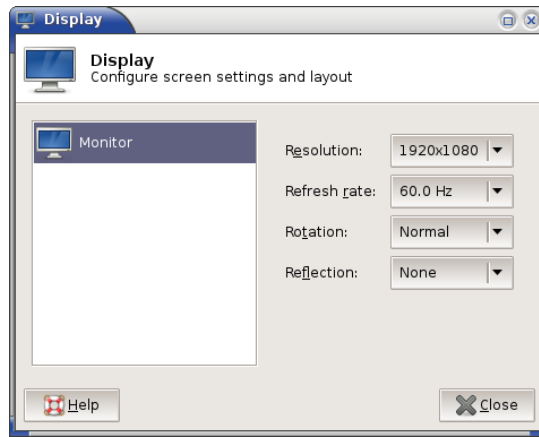 Display
Display
Configure screen settings and layout
Monitor
Resolution: 1920x1080
Refresh rate: 60.0 Hz
Rotation: Normal
Reflection: None
Help
Close